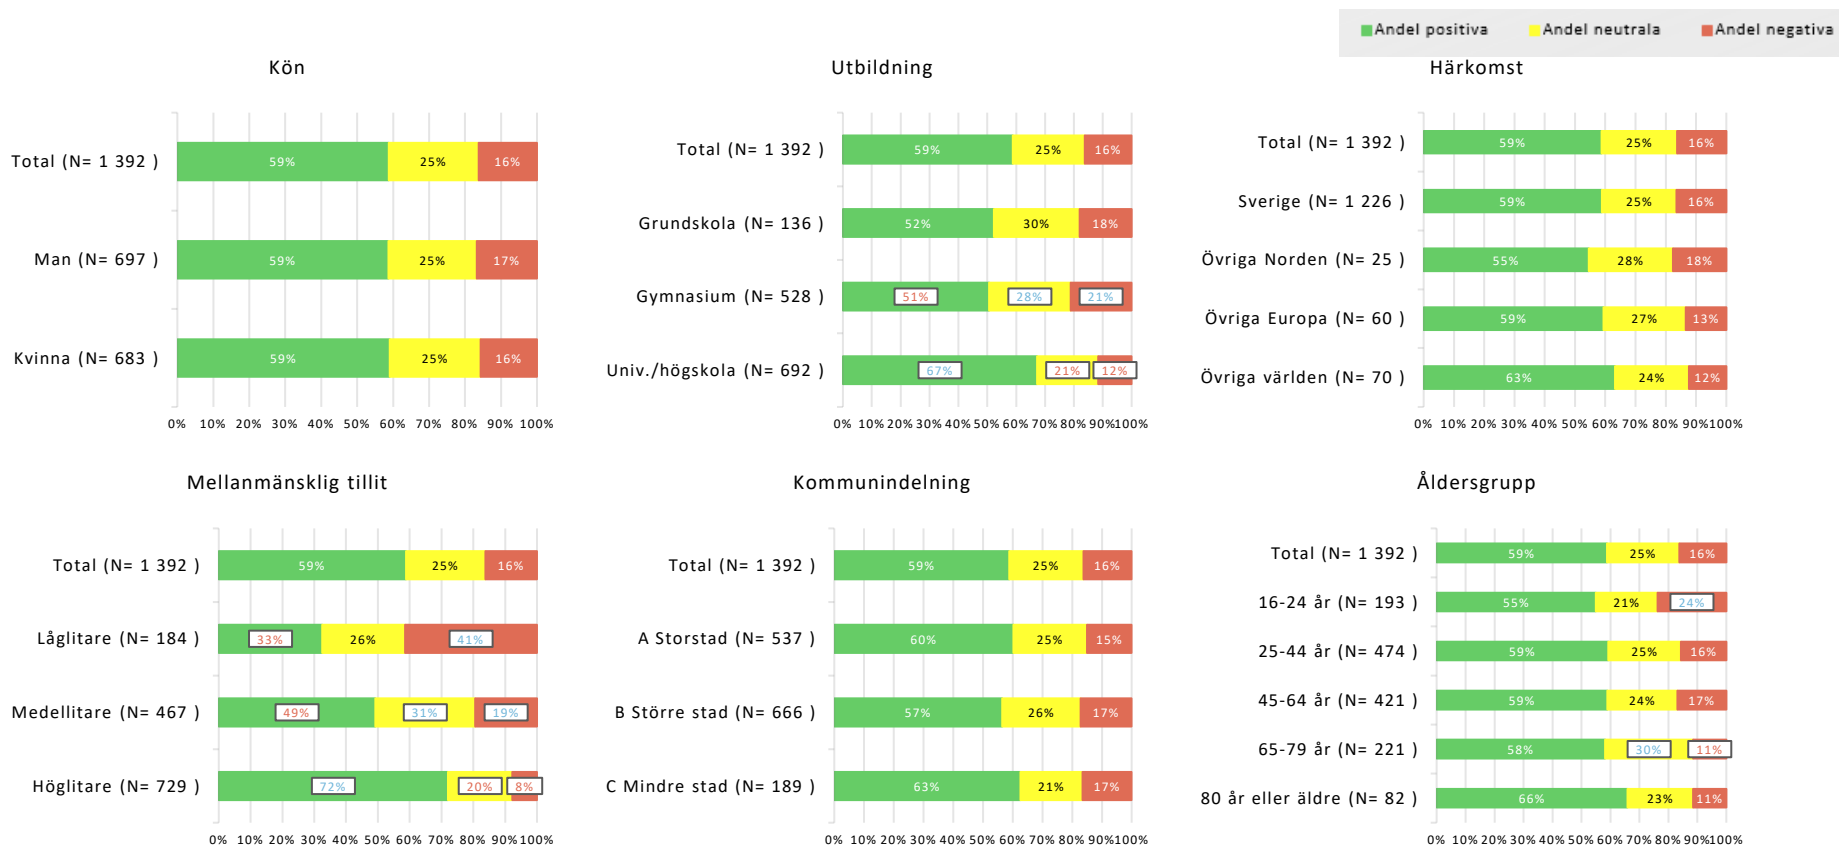 Andel positiva Andel neutrala Andel negativa
Kön
Total (N= 1 392 ) 59% 25% 16%
Man (N= 697 ) 59% 25% 17%
Kvinna (N= 683 ) 59% 25% 16%
0% 10% 20% 30% 40% 50% 60% 70% 80% 90% 100%
Utbildning
Total (N= 1 392 ) 59% 25% 16%
Grundskola (N= 136 ) 52% 30% 18%
Gymnasium (N= 528 ) 51% 28% 21%
Univ./högskola (N= 692 ) 67% 21% 12%
0% 10% 20% 30% 40% 50% 60% 70% 80% 90%100%
Härkomst
Total (N= 1 392 ) 59% 25% 16%
Sverige (N= 1 226 ) 59% 25% 16%
Övriga Norden (N= 25 ) 55% 28% 18%
Övriga Europa (N= 60 ) 59% 27% 13%
Övriga världen (N= 70 ) 63% 24% 12%
0% 10% 20% 30% 40% 50% 60% 70% 80% 90%100%
Mellanmänsklig tillit
Total (N= 1 392 ) 59% 25% 16%
Låglitare (N= 184 ) 33% 26% 41%
Medellitare (N= 467 ) 49% 31% 19%
Höglitare (N= 729 ) 72% 20% 8%
0% 10% 20% 30% 40% 50% 60% 70% 80% 90% 100%
Kommunindelning
Total (N= 1 392 ) 59% 25% 16%
A Storstad (N= 537 ) 60% 25% 15%
B Större stad (N= 666 ) 57% 26% 17%
C Mindre stad (N= 189 ) 63% 21% 17%
0% 10% 20% 30% 40% 50% 60% 70% 80% 90%100%
Åldersgrupp
Total (N= 1 392 ) 59% 25% 16%
16-24 år (N= 193 ) 55% 21% 24%
25-44 år (N= 474 ) 59% 25% 16%
45-64 år (N= 421 ) 59% 24% 17%
65-79 år (N= 221 ) 58% 30% 11%
80 år eller äldre (N= 82 ) 66% 23% 11%
0% 10% 20% 30% 40% 50% 60% 70% 80% 90%100%